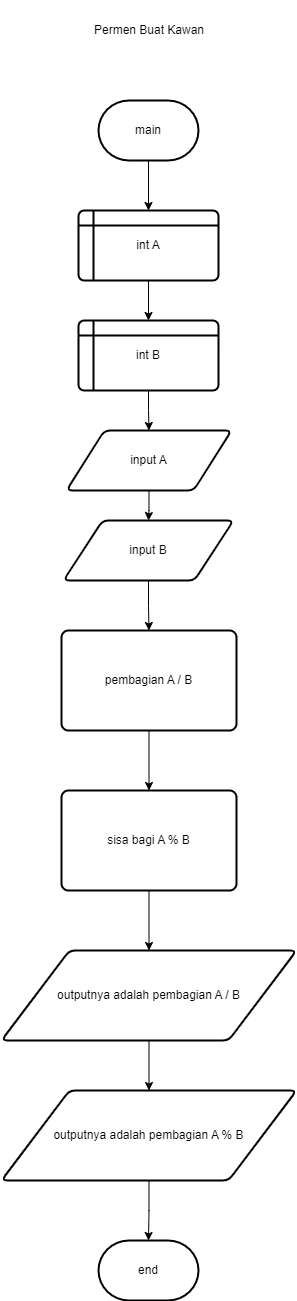 Permen Buat Kawan
main
int A
int B
input A
input B
pembagian A / B
sisa bagi A % B
outputnya adalah pembagian A / B
outputnya adalah pembagian A % B
end